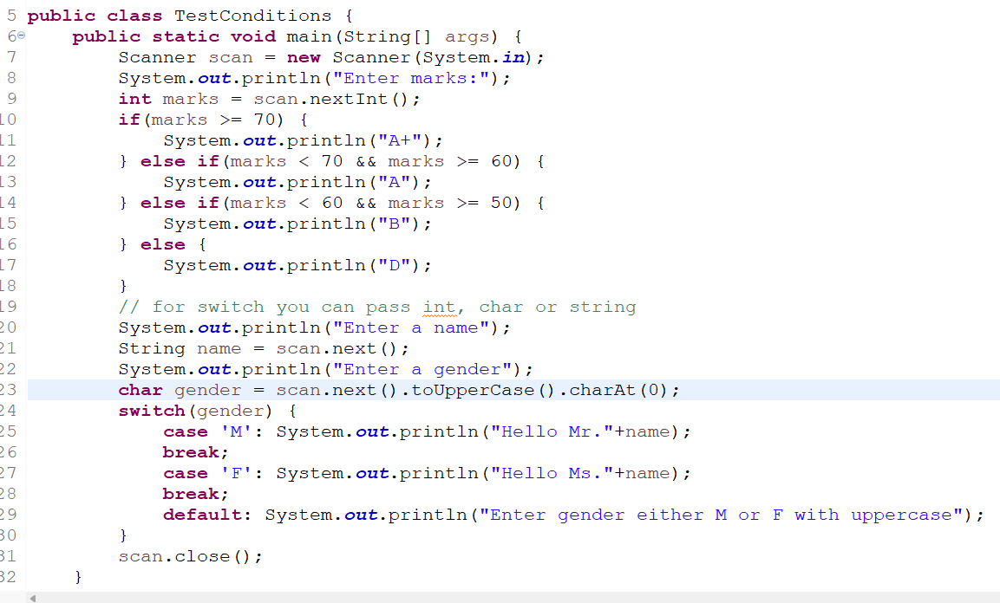 5 public class TestConditions {
6 public static void main(String[] args) {
7 Scanner scan = new Scanner(System.in);
8 System.out.println("Enter marks:");
9 int marks = scan.nextInt();
10 if(marks >= 70) {
11 System.out.println("A+");
12 } else if(marks < 70 && marks >= 60) {
13 System.out.println("A");
14 } else if(marks < 60 && marks >= 50) {
15 System.out.println("B");
16 } else {
17 System.out.println("D");
18 }
19 // for switch you can pass int, char or string
20 System.out.println("Enter a name");
21 String name = scan.next();
22 System.out.println("Enter a gender");
23 char gender = scan.next().toUpperCase().charAt(0);
24 switch(gender) {
25 case 'M': System.out.println("Hello Mr."+name);
26 break;
27 case 'F': System.out.println("Hello Ms."+name);
28 break;
29 default: System.out.println("Enter gender either M or F with uppercase");
30 }
31 scan.close();
32 }